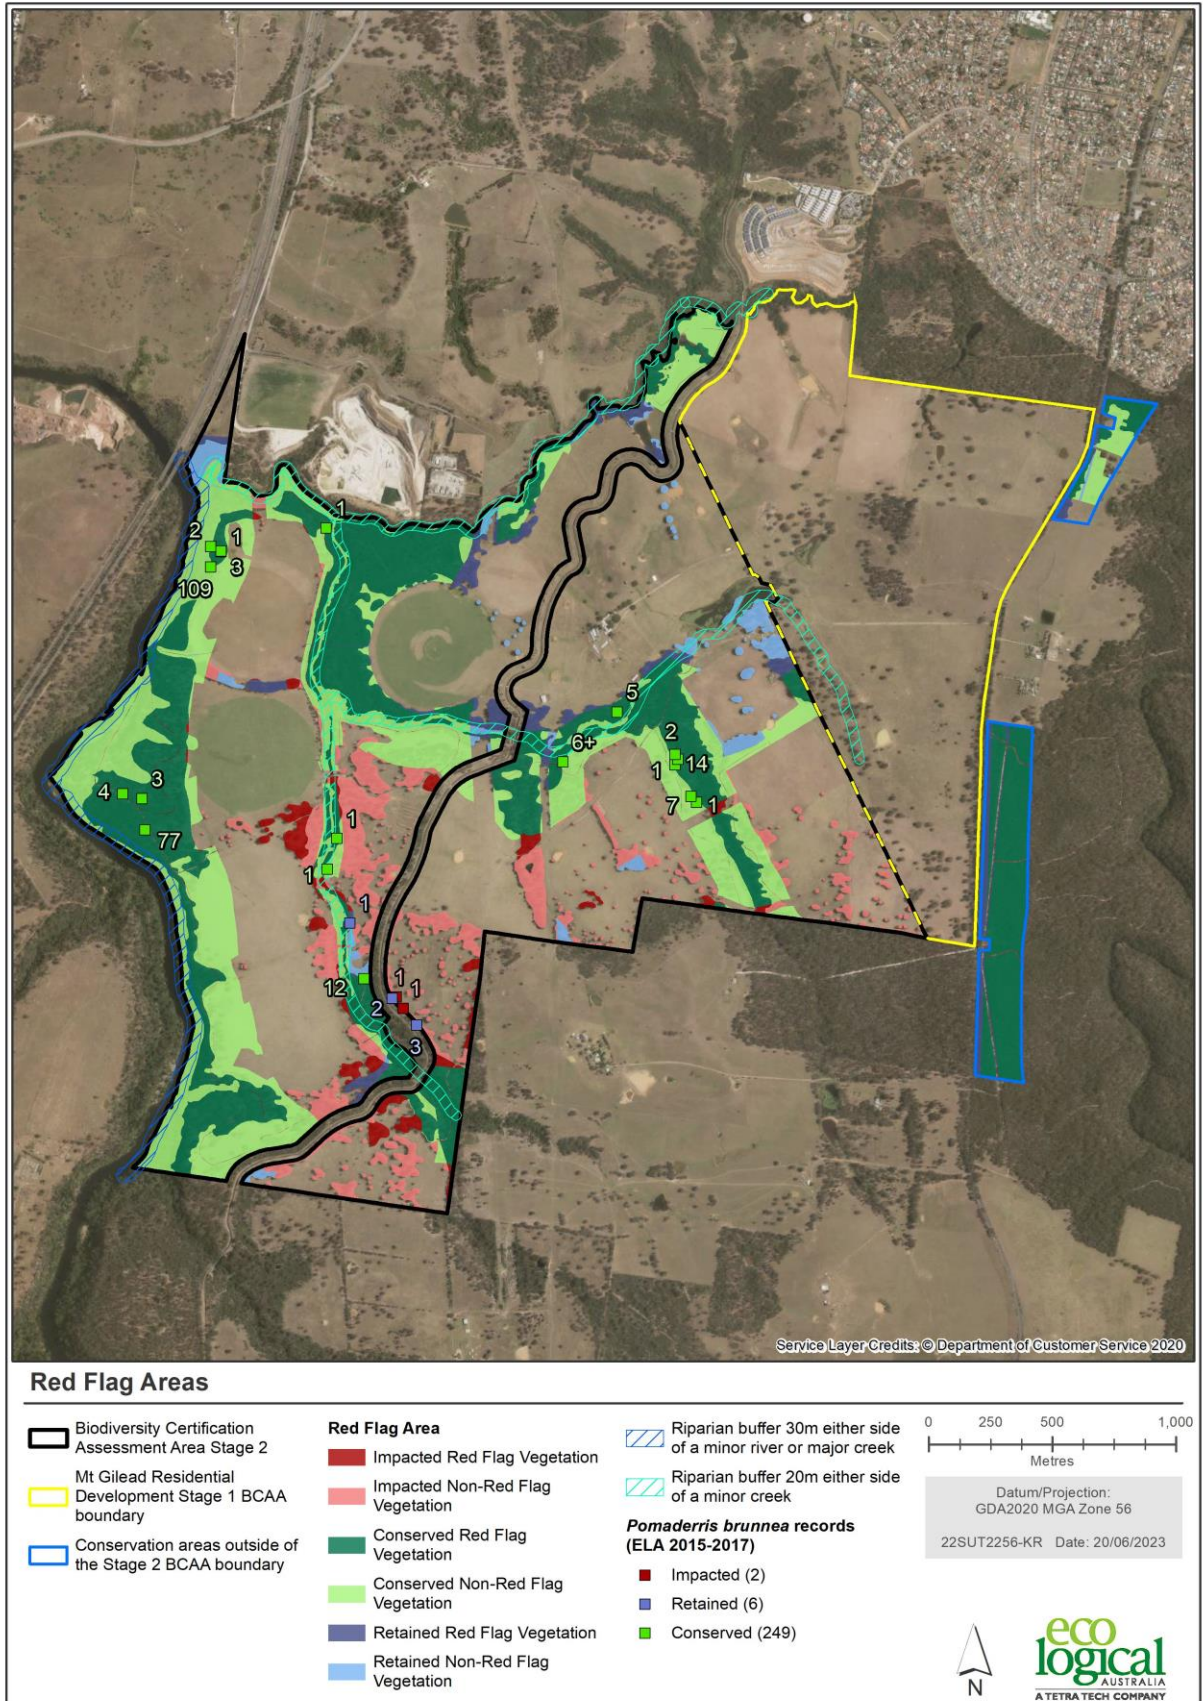 1
2
1
3
109
5
2
6+
14
1
3
4
7
1
77
1
1
1
12
1
1
2
3
Service Layer Credits: © Department of Customer Service 2020
Red Flag Areas
Biodiversity Certification
Assessment Area Stage 2
Mt Gilead Residential
Development Stage 1 BCAA
boundary
Conservation areas outside of
the Stage 2 BCAA boundary
Red Flag Area
Impacted Red Flag Vegetation
Impacted Non-Red Flag
Vegetation
Conserved Red Flag
Vegetation
Conserved Non-Red Flag
Vegetation
Retained Red Flag Vegetation
Retained Non-Red Flag
Vegetation
Riparian buffer 30m either side
of a minor river or major creek
Riparian buffer 20m either side
of a minor creek
Pomaderris brunnea records
(ELA 2015-2017)
Impacted (2)
Retained (6)
Conserved (249)
0 250 500 1,000
Metres
Datum/Projection:
GDA2020 MGA Zone 56
22SUT2256-KR Date: 20/06/2023
N
eco
logical
AUSTRALIA
A TETRA TECH COMPANY